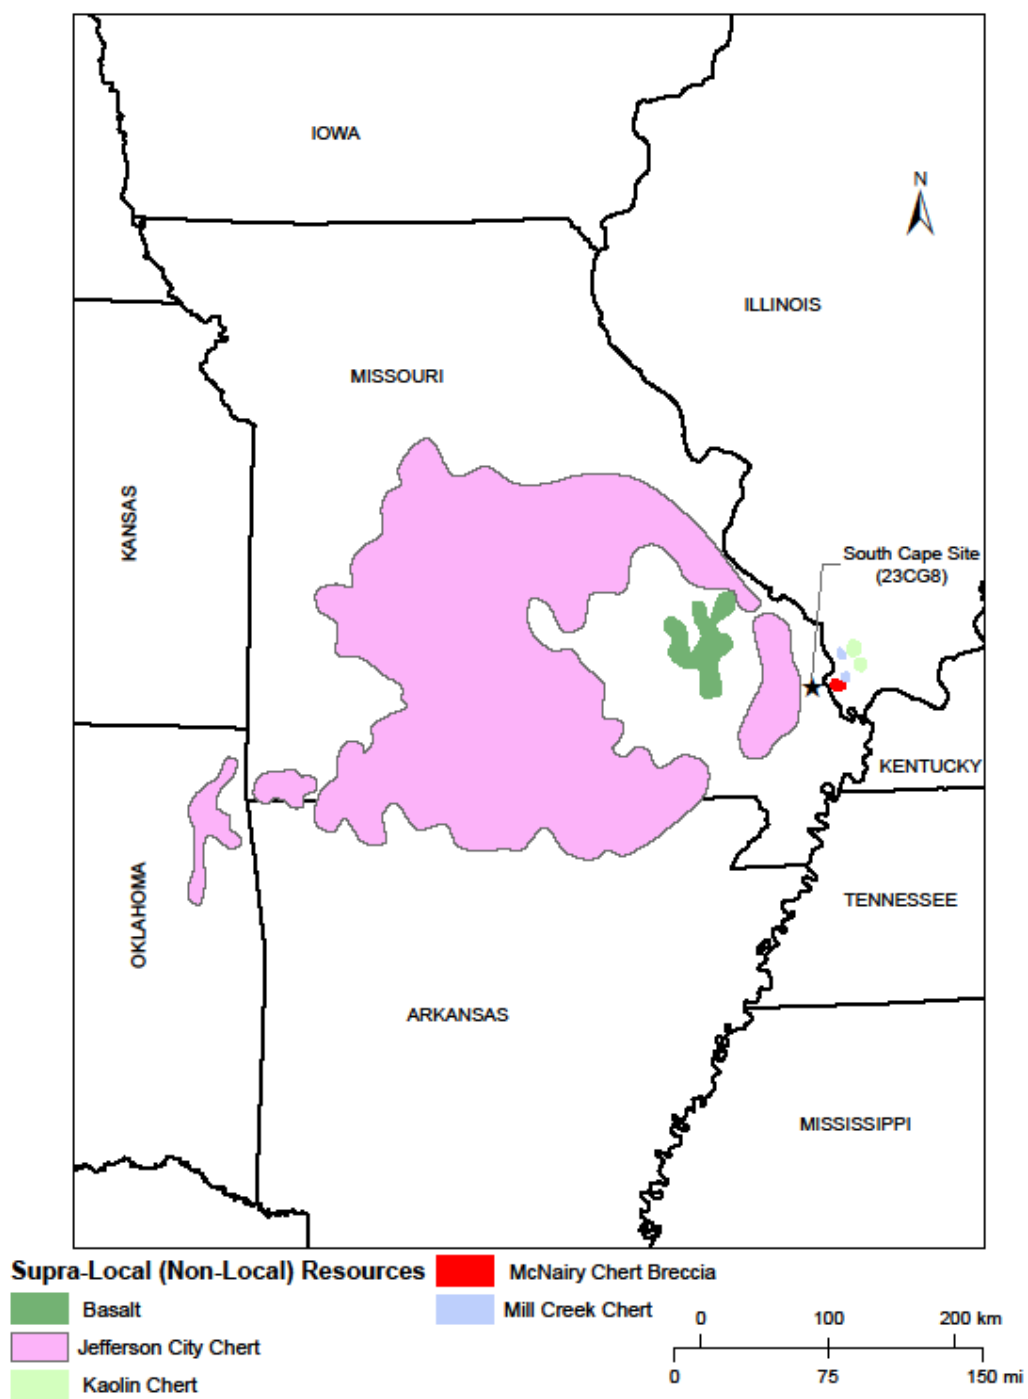 IOWA
N
ILLINOIS
MISSOURI
KANSAS
South Cape Site
(23CG8)
KENTUCKY
OKLAHOMA
TENNESSEE
ARKANSAS
MISSISSIPPI
Supra-Local (Non-Local) Resources
McNairy Chert Breccia
Basalt
Mill Creek Chert
Jefferson City Chert
Kaolin Chert
0 100 200 km
0 75 150 mi